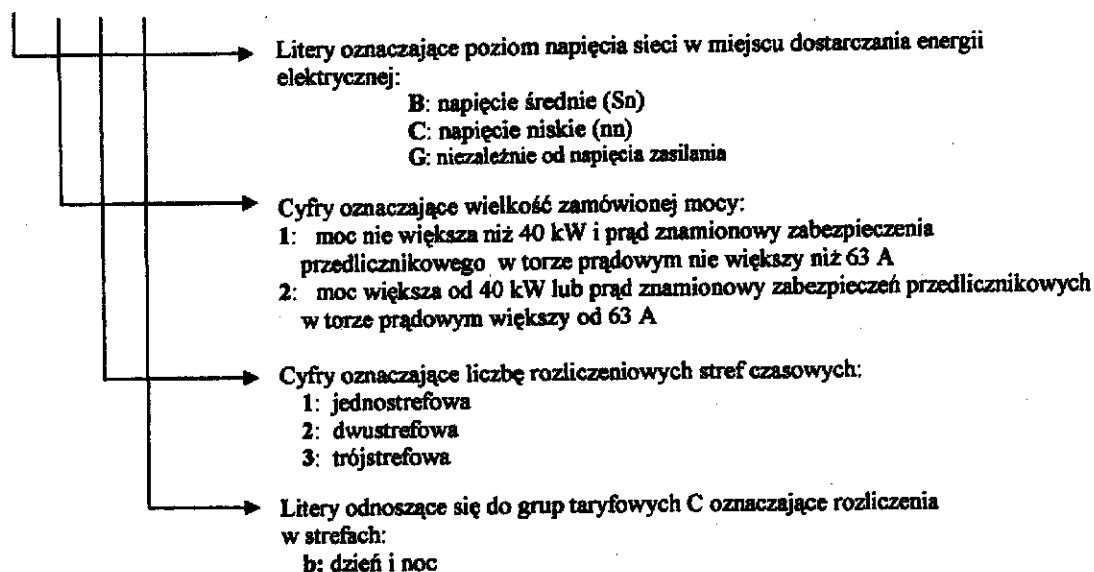 Litery oznaczające poziom napięcia sieci w miejscu dostarczania energii
elektrycznej:
B: napięcie średnie (Sn)
C: napięcie niskie (nn)
G: niezależnie od napięcia zasilania
Cyfry oznaczające wielkość zamówionej mocy:
1: moc nie większa niż 40 kW i prąd znamionowy zabezpieczenia
przedlicznikowego w torze prądowym nie większy niż 63 A
2: moc większa od 40 kW lub prąd znamionowy zabezpieczeń przedlicznikowych
w torze prądowym większy od 63 A
Cyfry oznaczające liczbę rozliczeniowych stref czasowych:
1: jednostrefowa
2: dwustrefowa
3: trójstrefowa
Litery odnoszące się do grup taryfowych C oznaczające rozliczenia
w strefach:
b: dzień i noc